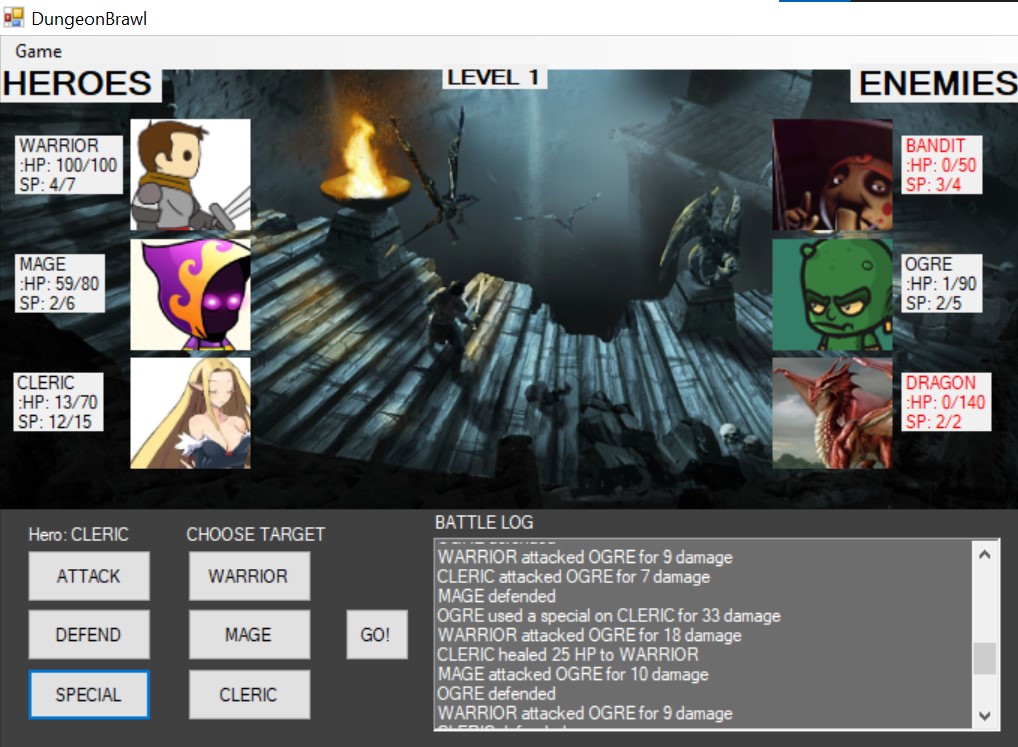 DungeonBrawl
Game
HEROES
LEVEL 1
ENEMIES
WARRIOR
:HP: 100/100
SP: 4/7
BANDIT
:HP: 0/50
SP: 3/4
MAGE
:HP: 59/80
SP: 2/6
OGRE
:HP: 1/90
SP: 2/5
CLERIC
:HP: 13/70
SP: 12/15
DRAGON
:HP: 0/140
SP: 2/2
Hero: CLERIC
CHOOSE TARGET
ATTACK
WARRIOR
DEFEND
MAGE
GO!
SPECIAL
CLERIC
BATTLE LOG
OGRE defended
WARRIOR attacked OGRE for 9 damage
CLERIC attacked OGRE for 7 damage
MAGE defended
OGRE used a special on CLERIC for 33 damage
WARRIOR attacked OGRE for 18 damage
CLERIC healed 25 HP to WARRIOR
MAGE attacked OGRE for 10 damage
OGRE defended
WARRIOR attacked OGRE for 9 damage
CLERIC defended